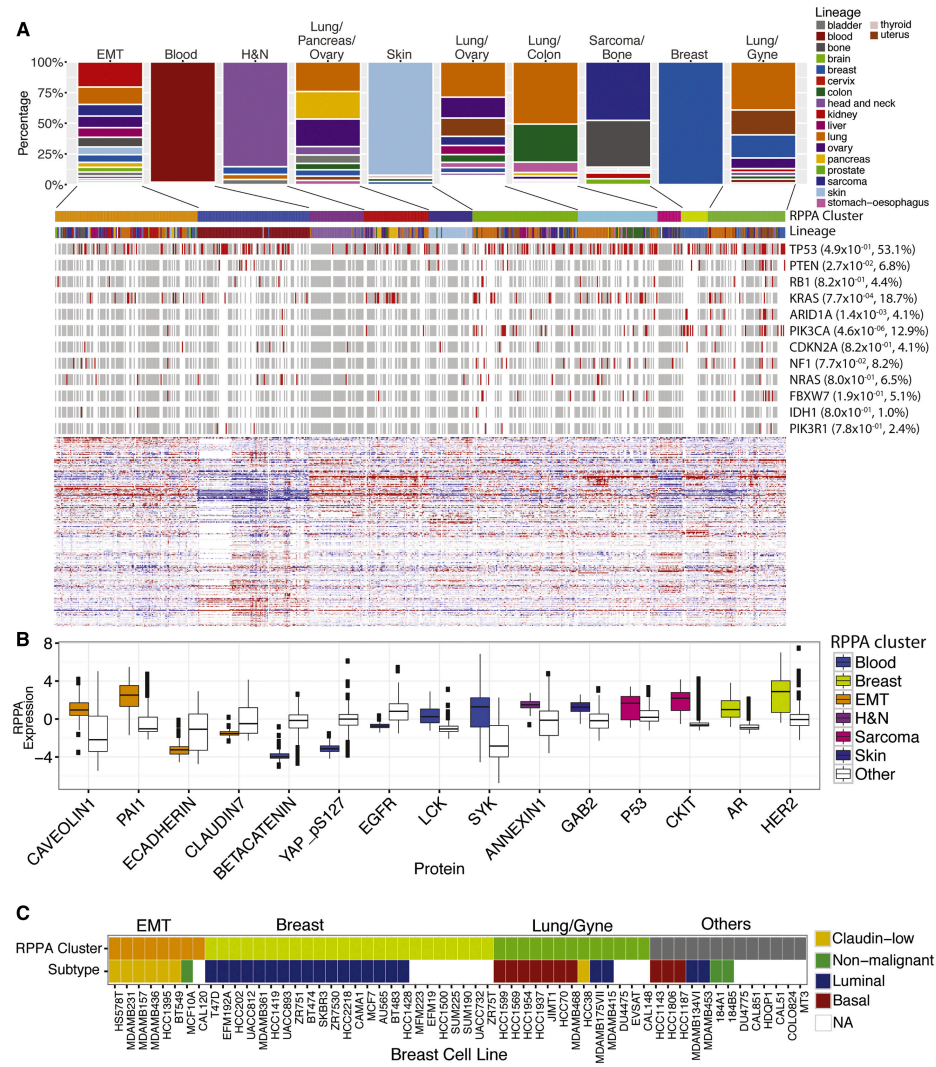 A
EMT
Blood
H&N
Lung/
Pancreas/
Ovary
Skin
Lung/
Ovary
Lung/
Colon
Sarcoma/
Bone
Breast
Lung/
Gyne
Percentage
100%
75%
50%
25%
0%
Lineage
bladder
blood
bone
brain
breast
cervix
colon
head and neck
kidney
liver
lung
ovary
pancreas
prostate
sarcoma
skin
stomach-oesophagus
thyroid
uterus
RPPA Cluster
Lineage
TP53 (4.9x10-01, 53.1%)
PTEN (2.7x10-02, 6.8%)
RB1 (8.2x10-01, 4.4%)
KRAS (7.7x10-04, 18.7%)
ARID1A (1.4x10-03, 4.1%)
PIK3CA (4.6x10-06, 12.9%)
CDKN2A (8.2x10-01, 4.1%)
NF1 (7.7x10-02, 8.2%)
NRAS (8.0x10-01, 6.5%)
FBXW7 (1.9x10-01, 5.1%)
IDH1 (8.0x10-01, 1.0%)
PIK3R1 (7.8x10-01, 2.4%)
B
RPPA
Expression
8
4
0
−4
CAVEOLIN1
PAI1
ECADHERIN
CLAUDIN7
BETACATENIN
YAP_pS127
EGFR
LCK
SYK
ANNEXIN1
GAB2
P53
CKIT
AR
HER2
Protein
RPPA cluster
Blood
Breast
EMT
H&N
Sarcoma
Skin
Other
C
EMT
Breast
Lung/Gyne
Others
RPPA Cluster
Subtype
HS578T
MDAMB231
MDAMB157
MDAMB436
HCC1395
BT549
MCF10A
CAL120
T47D
EFM192A
HCC202
UACC812
MDAMB361
HCC1419
UACC893
ZR751
BT474
SKBR3
ZR7530
HCC2218
CAMA1
MCF7
AU565
BT483
HCC1428
MFM223
EFM19
HCC1500
SUM225
SUM190
UACC732
BT20
HCC1599
HCC1569
HCC1954
HCC1937
JIMT1
HCC70
MDAMB468
HCC38
MDAMB175VII
MDAMB415
DU4475
EVSAT
CAL148
HCC1143
HCC1806
HCC1187
MDAMB134VI
MDAMB453
184A1
184B5
DU4775
CAL851
HDQP1
CAL51
COLO824
MT3
Breast Cell Line
Claudin-low
Non-malignant
Luminal
Basal
NA